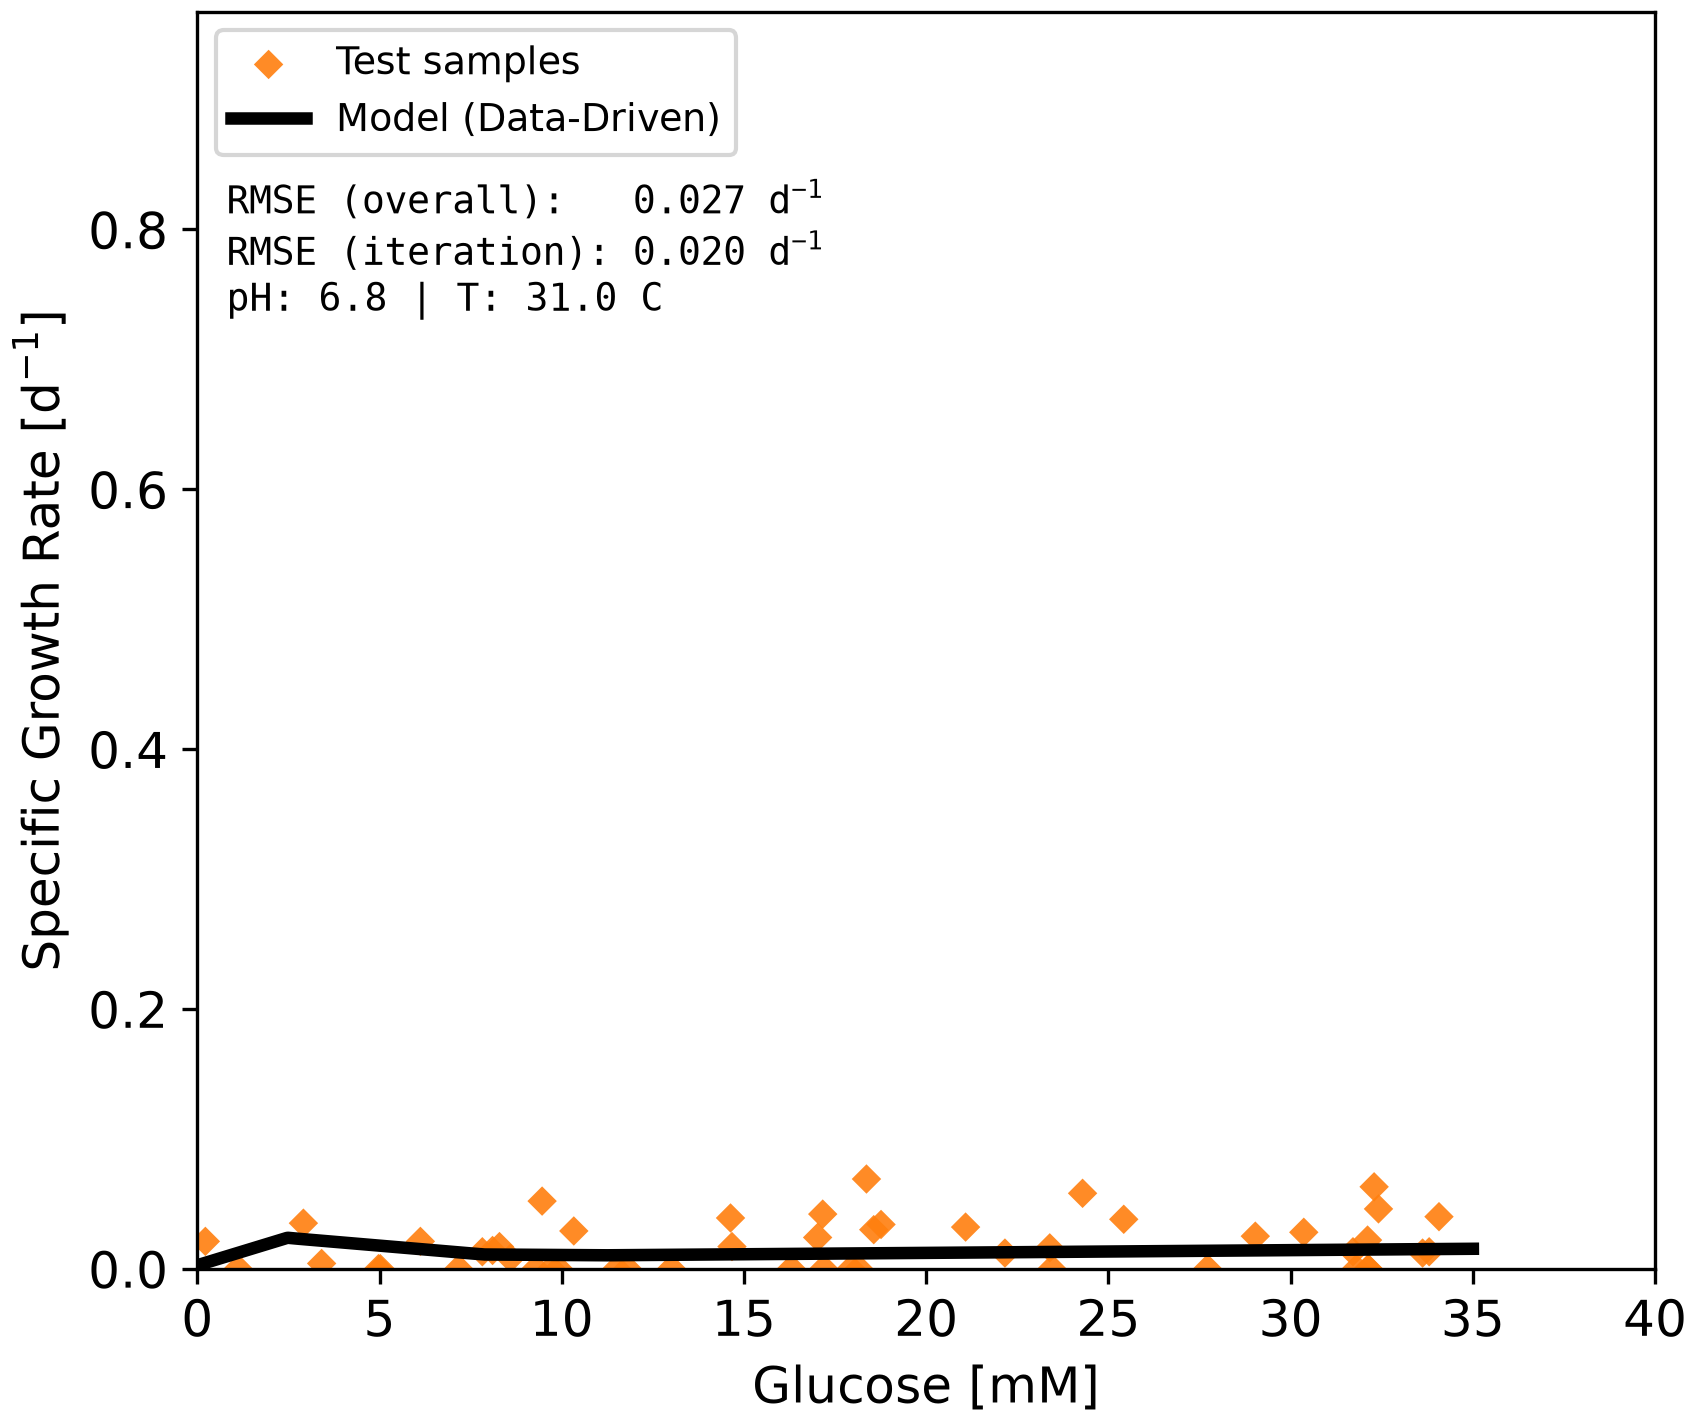 Test samples
Model (Data-Driven)
RMSE (overall):   0.027 d⁻¹
RMSE (iteration): 0.020 d⁻¹
pH: 6.8 | T: 31.0 C
Specific Growth Rate [d⁻¹]
0.8
0.6
0.4
0.2
0.0
0 5 10 15 20 25 30 35 40
Glucose [mM]